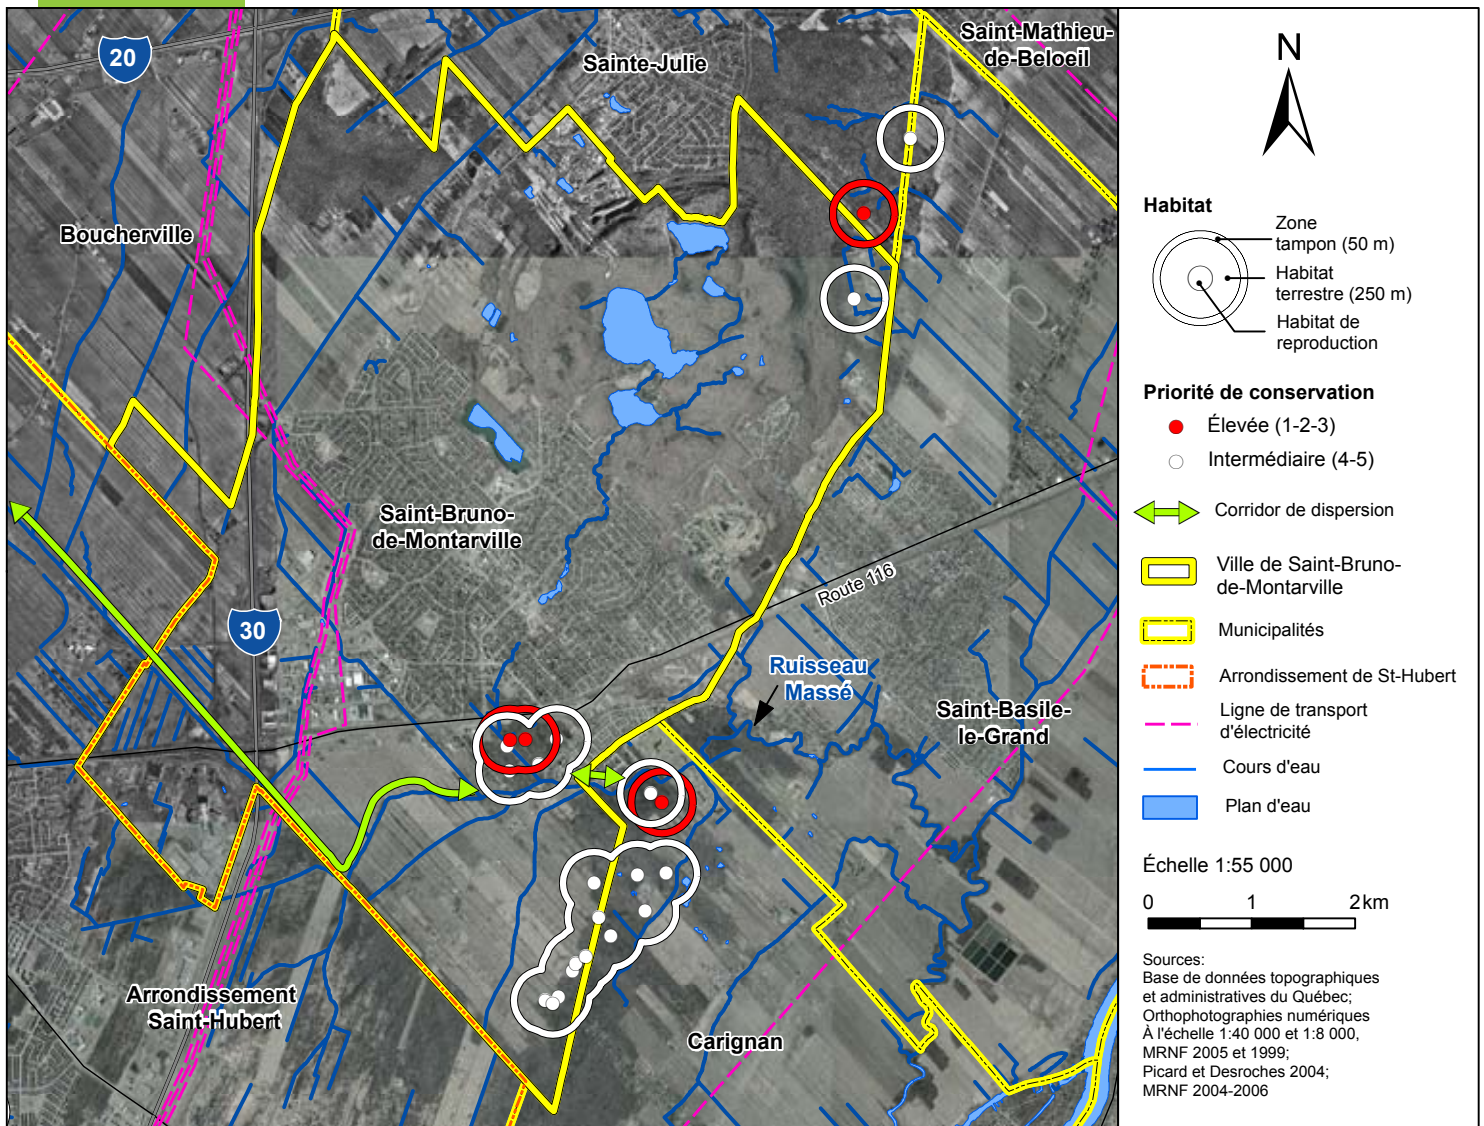 20
Sainte-Julie
Saint-Mathieu-
de-Beloeil
Boucherville
Saint-Bruno-
de-Montarville
Route 116
30
Ruisseau
Massé
Saint-Basile-
le-Grand
Arrondissement
Saint-Hubert
Carignan
N
Habitat
Zone
tampon (50 m)
Habitat
terrestre (250 m)
Habitat de
reproduction
Priorité de conservation
Élevée (1-2-3)
Intermédiaire (4-5)
Corridor de dispersion
Ville de Saint-Bruno-
de-Montarville
Municipalités
Arrondissement de St-Hubert
Ligne de transport
d'électricité
Cours d'eau
Plan d'eau
Échelle 1:55 000
0 1 2 km
Sources:
Base de données topographiques
et administratives du Québec;
Orthophotographies numériques
À l'échelle 1:40 000 et 1:8 000,
MRNF 2005 et 1999;
Picard et Desroches 2004;
MRNF 2004-2006